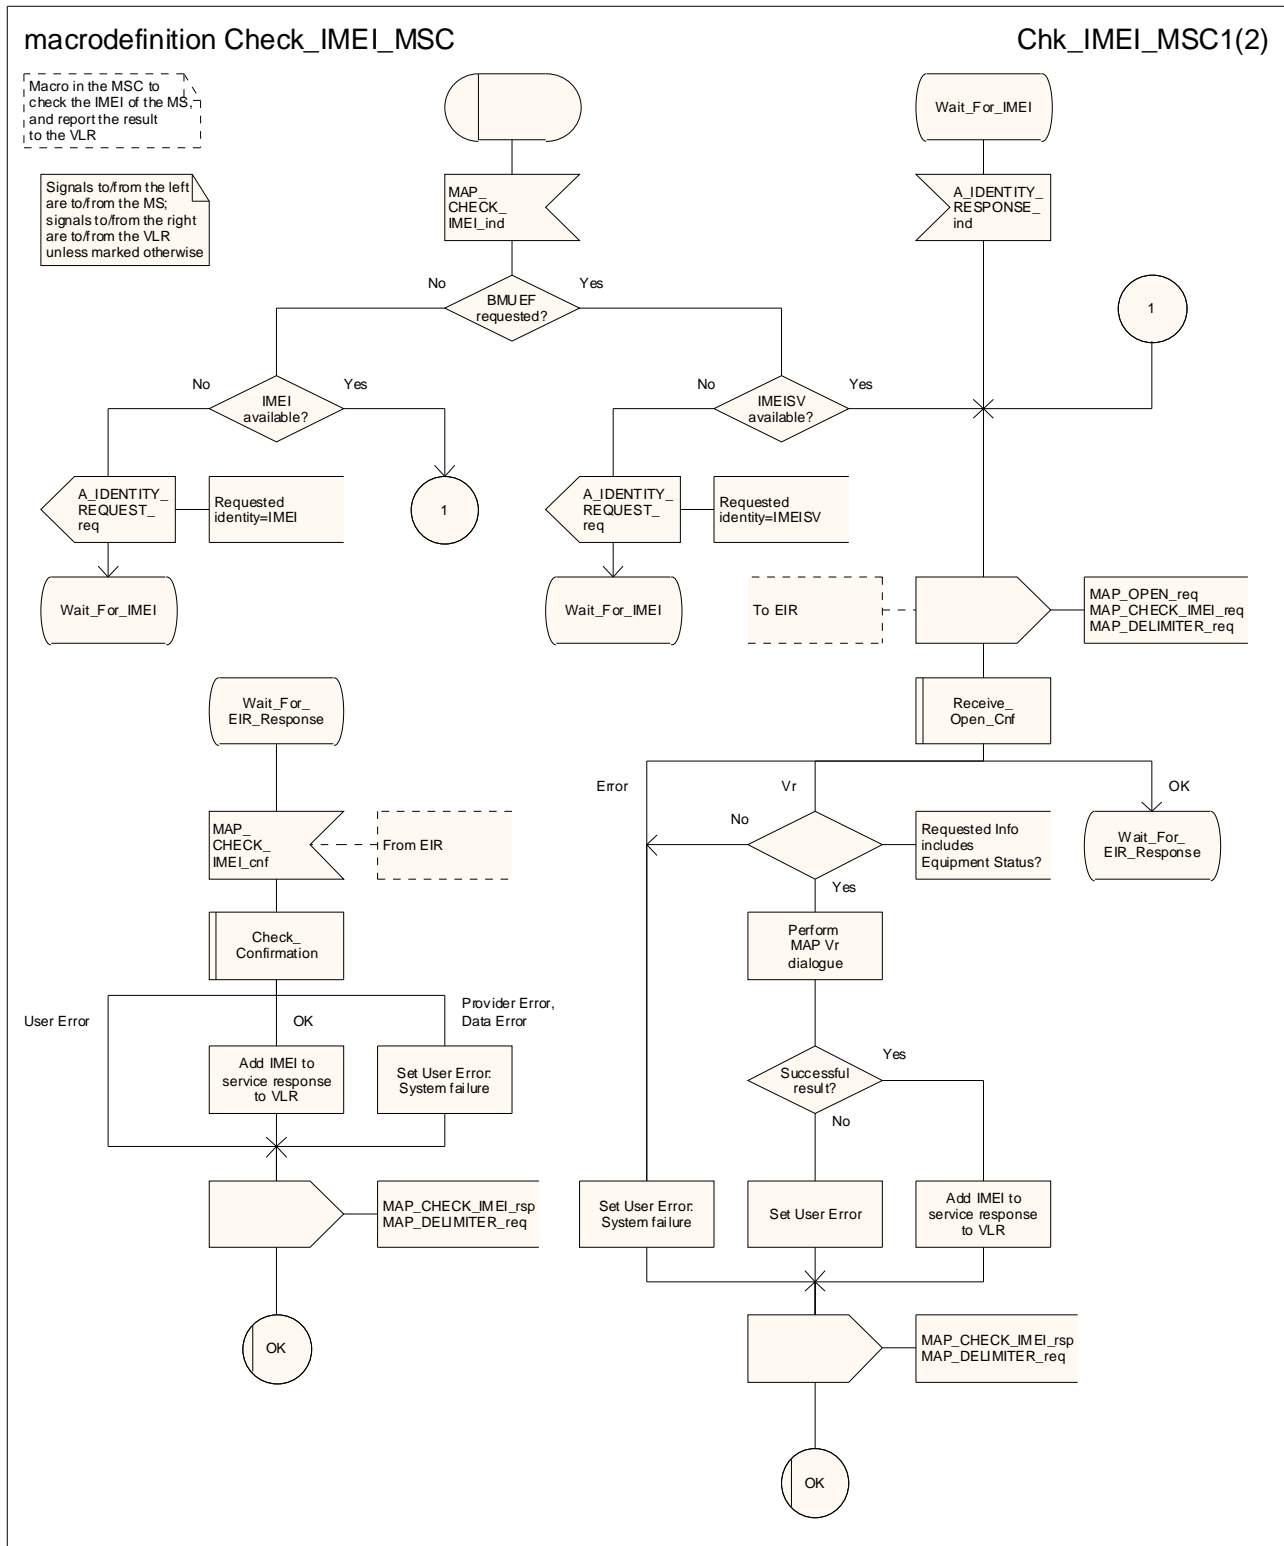 macrodefinition Check_IMEI_MSC
Chk_IMEI_MSC1(2)
Macro in the MSC to
check the IMEI of the MS,
and report the result
to the VLR
Signals to/from the left
are to/from the MS;
signals to/from the right
are to/from the VLR
unless marked otherwise
MAP_
CHECK_
IMEI_ind
Wait_For_IMEI
A_IDENTITY_
RESPONSE_
ind
No
Yes
BMUEF
requested?
1
No
Yes
IMEI
available?
No
Yes
IMEISV
available?
A_IDENTITY_
REQUEST_
req
Requested
identity=IMEI
1
A_IDENTITY_
REQUEST_
req
Requested
identity=IMEISV
Wait_For_IMEI
Wait_For_IMEI
To EIR
MAP_OPEN_req
MAP_CHECK_IMEI_req
MAP_DELIMITER_req
Receive_
Open_Cnf
Error
Vr
OK
No
Requested Info
includes
Equipment Status?
Wait_For_
EIR_Response
Yes
Perform
MAP Vr
dialogue
Yes
Successful
result?
No
Set User Error:
System failure
Set User Error
Add IMEI to
service response
to VLR
MAP_CHECK_IMEI_rsp
MAP_DELIMITER_req
OK
Wait_For_
EIR_Response
MAP_
CHECK_
IMEI_cnf
From EIR
Check_
Confirmation
User Error
OK
Provider Error,
Data Error
Add IMEI to
service response
to VLR
Set User Error:
System failure
MAP_CHECK_IMEI_rsp
MAP_DELIMITER_req
OK